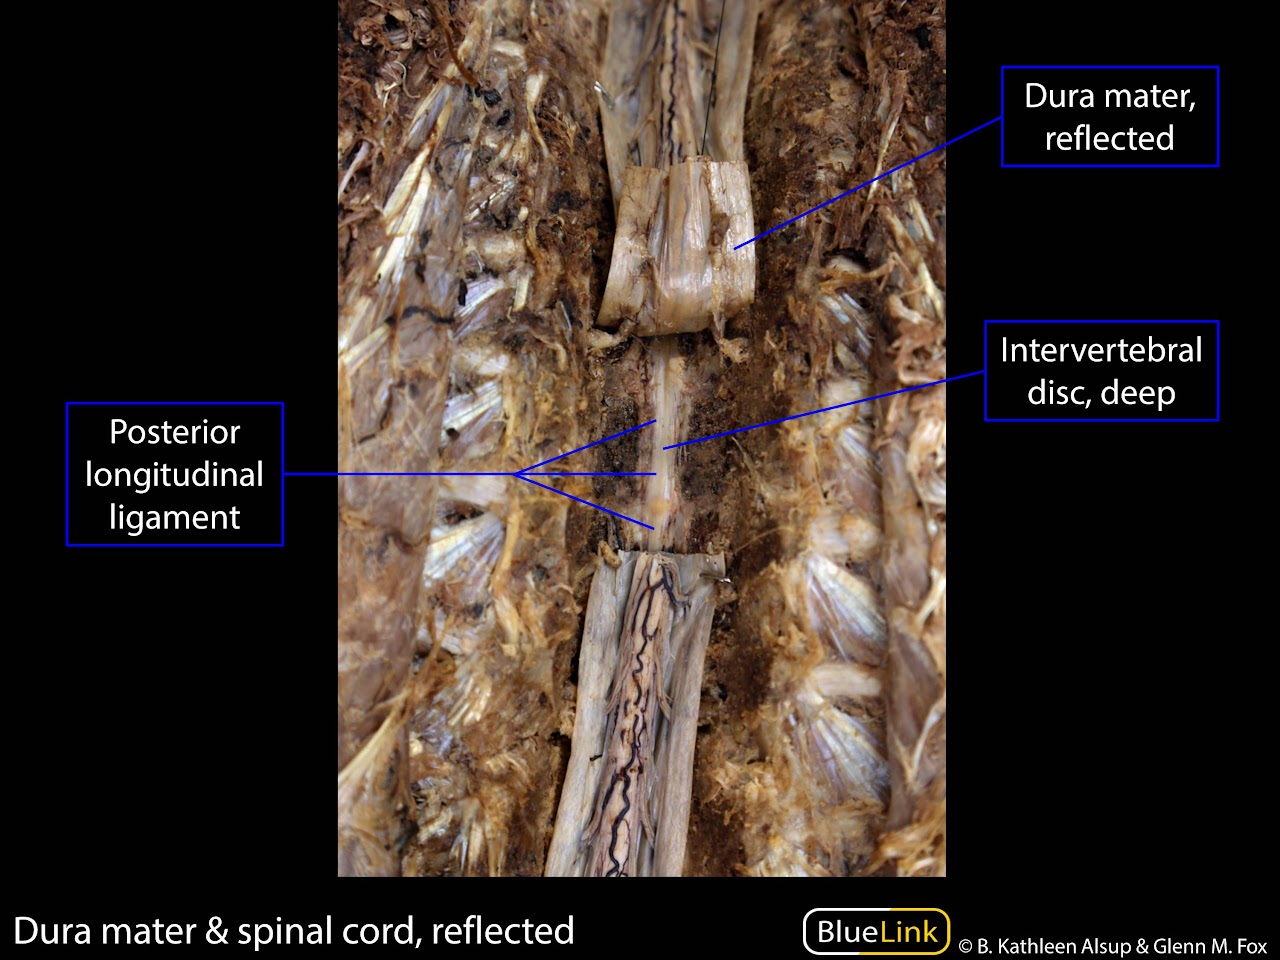 Dura mater,
reflected
Intervertebral
disc, deep
Posterior
longitudinal
ligament
Dura mater & spinal cord, reflected
BlueLink
© B. Kathleen Alsup & Glenn M. Fox